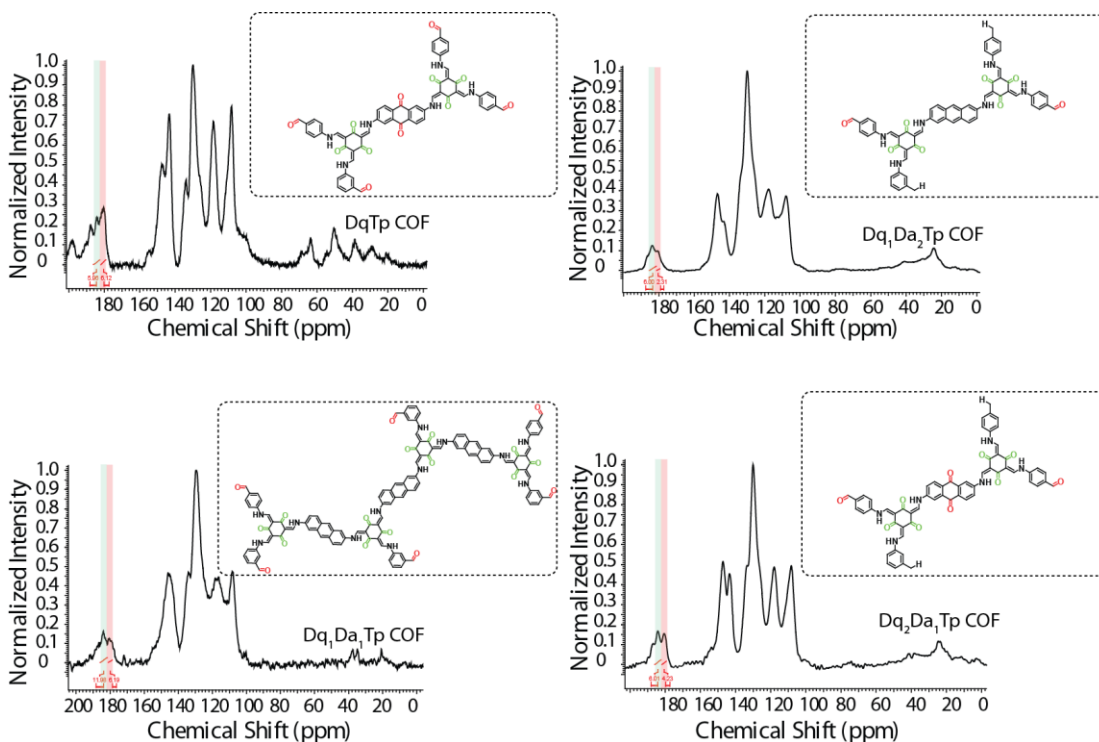 Normalized Intensity
1.0
0.9
0.8
0.7
0.6
0.5
0.4
0.3
0.2
0.1
0
180 160 140 120 100 80 60 40 20 0
Chemical Shift (ppm)
DqTp COF
Normalized Intensity
1.0
0.9
0.8
0.7
0.6
0.5
0.4
0.3
0.2
0.1
0
180 160 140 120 100 80 60 40 20 0
Chemical Shift (ppm)
Dq₁Da₂Tp COF
Normalized Intensity
1.0
0.9
0.8
0.7
0.6
0.5
0.4
0.3
0.2
0.1
0
200 180 160 140 120 100 80 60 40 20 0
Chemical Shift (ppm)
Dq₁Da₁Tp COF
Normalized Intensity
1.0
0.9
0.8
0.7
0.6
0.5
0.4
0.3
0.2
0.1
0
180 160 140 120 100 80 60 40 20 0
Chemical Shift (ppm)
Dq₂Da₁Tp COF